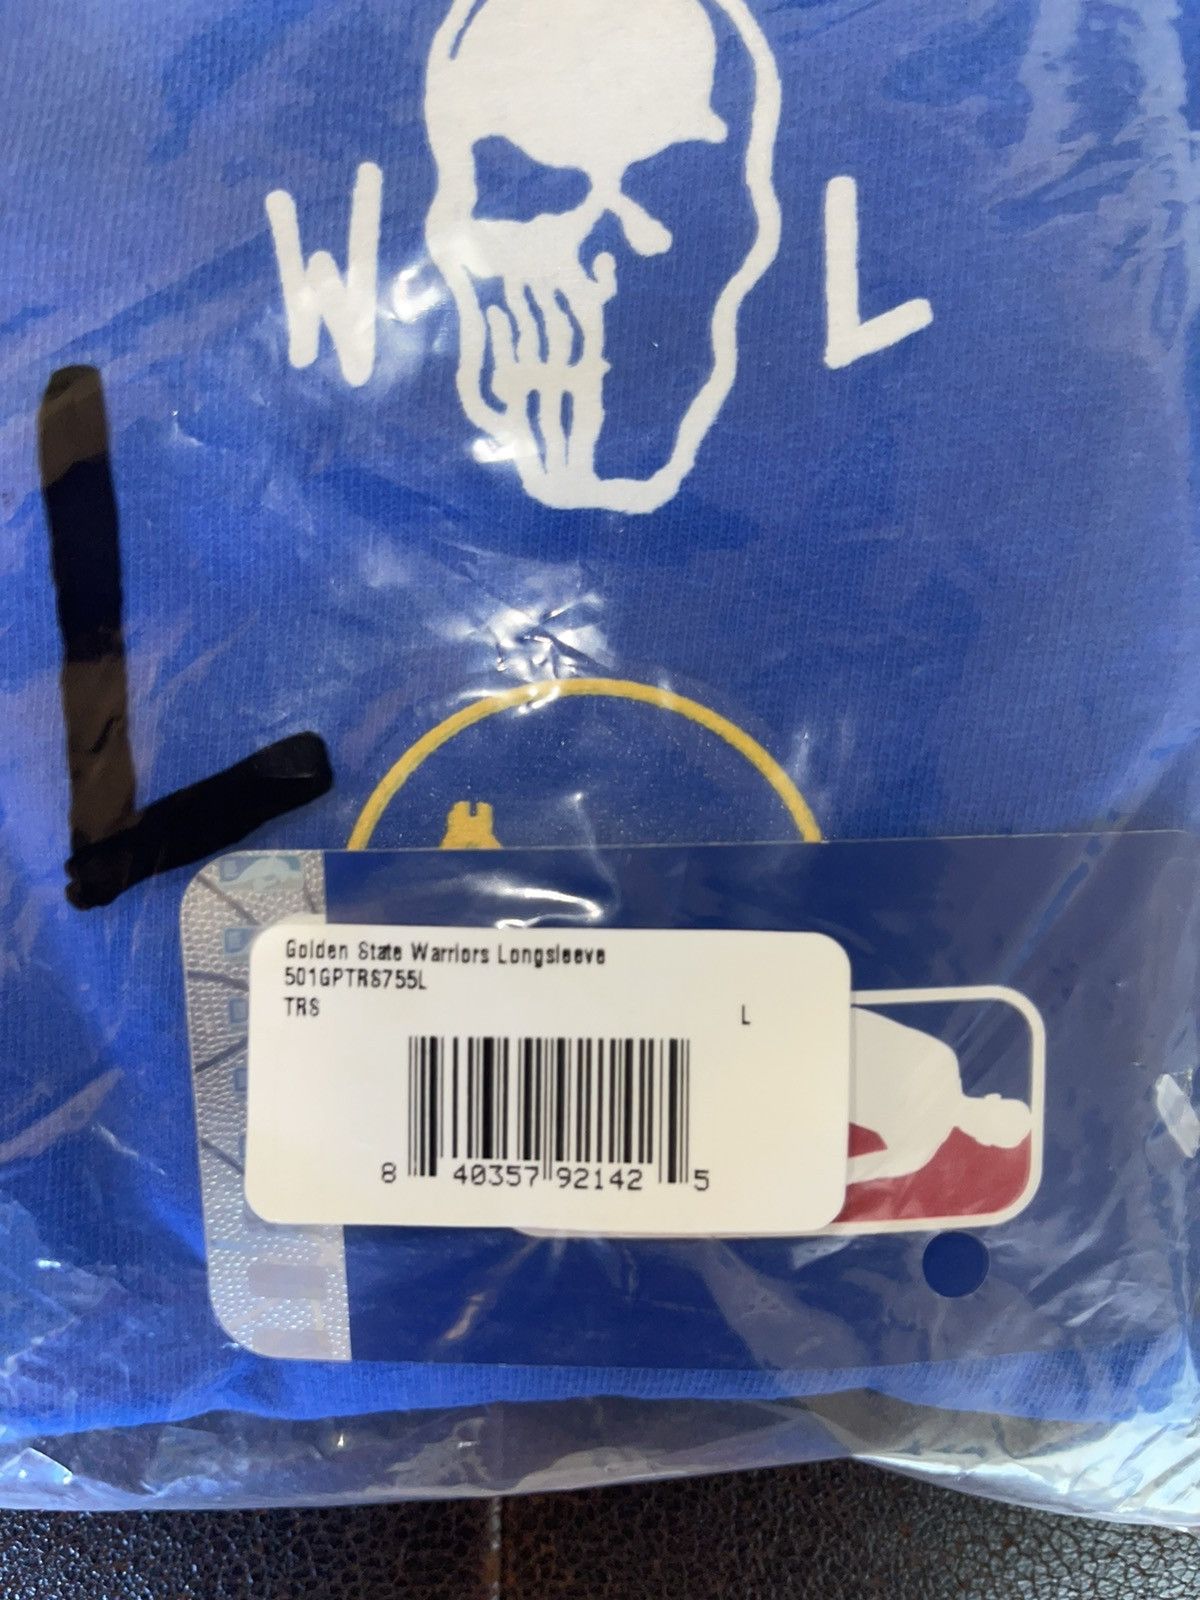 W L
L
Golden State Warriors Longsleeve
501GPTRS755L
TRS
L
8 40357 92142 5